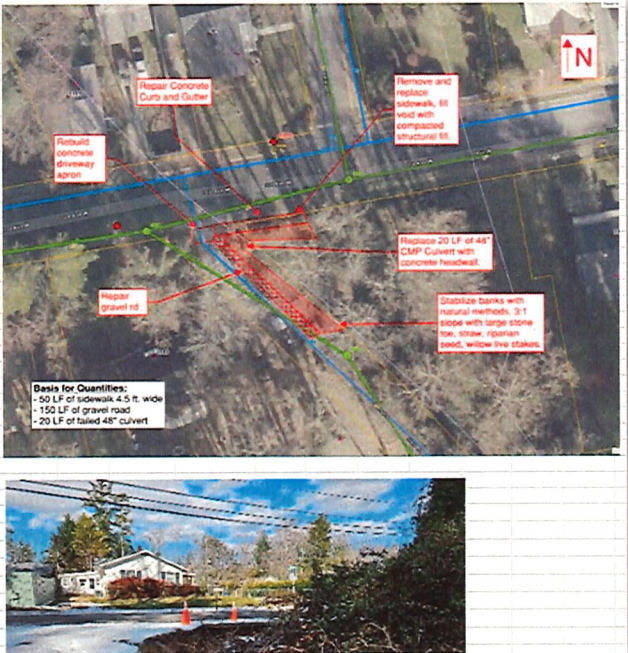 N
Repair Concrete
Curb and Gutter
Remove and
replace
sidewalk, fill
void with
compacted
structural fill.
Rebuild
concrete
driveway
apron
Replace 20 LF of 48"
CMP Culvert with
concrete headwall.
Repair
gravel rd
Stabilize banks with
natural methods. 3:1
slope with large stone
toe, straw, riparian
seed, willow live stakes.
Basis for Quantities:
- 50 LF of sidewalk 4.5 ft. wide
- 150 LF of gravel road
- 20 LF of failed 48" culvert